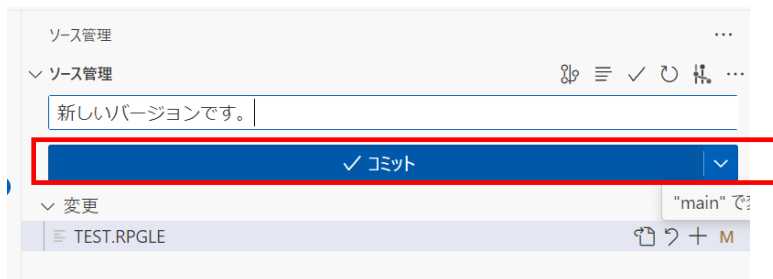 ソース管理
ソース管理
新しいバージョンです。
コミット
"main" で
変更
TEST.RPGLE
M